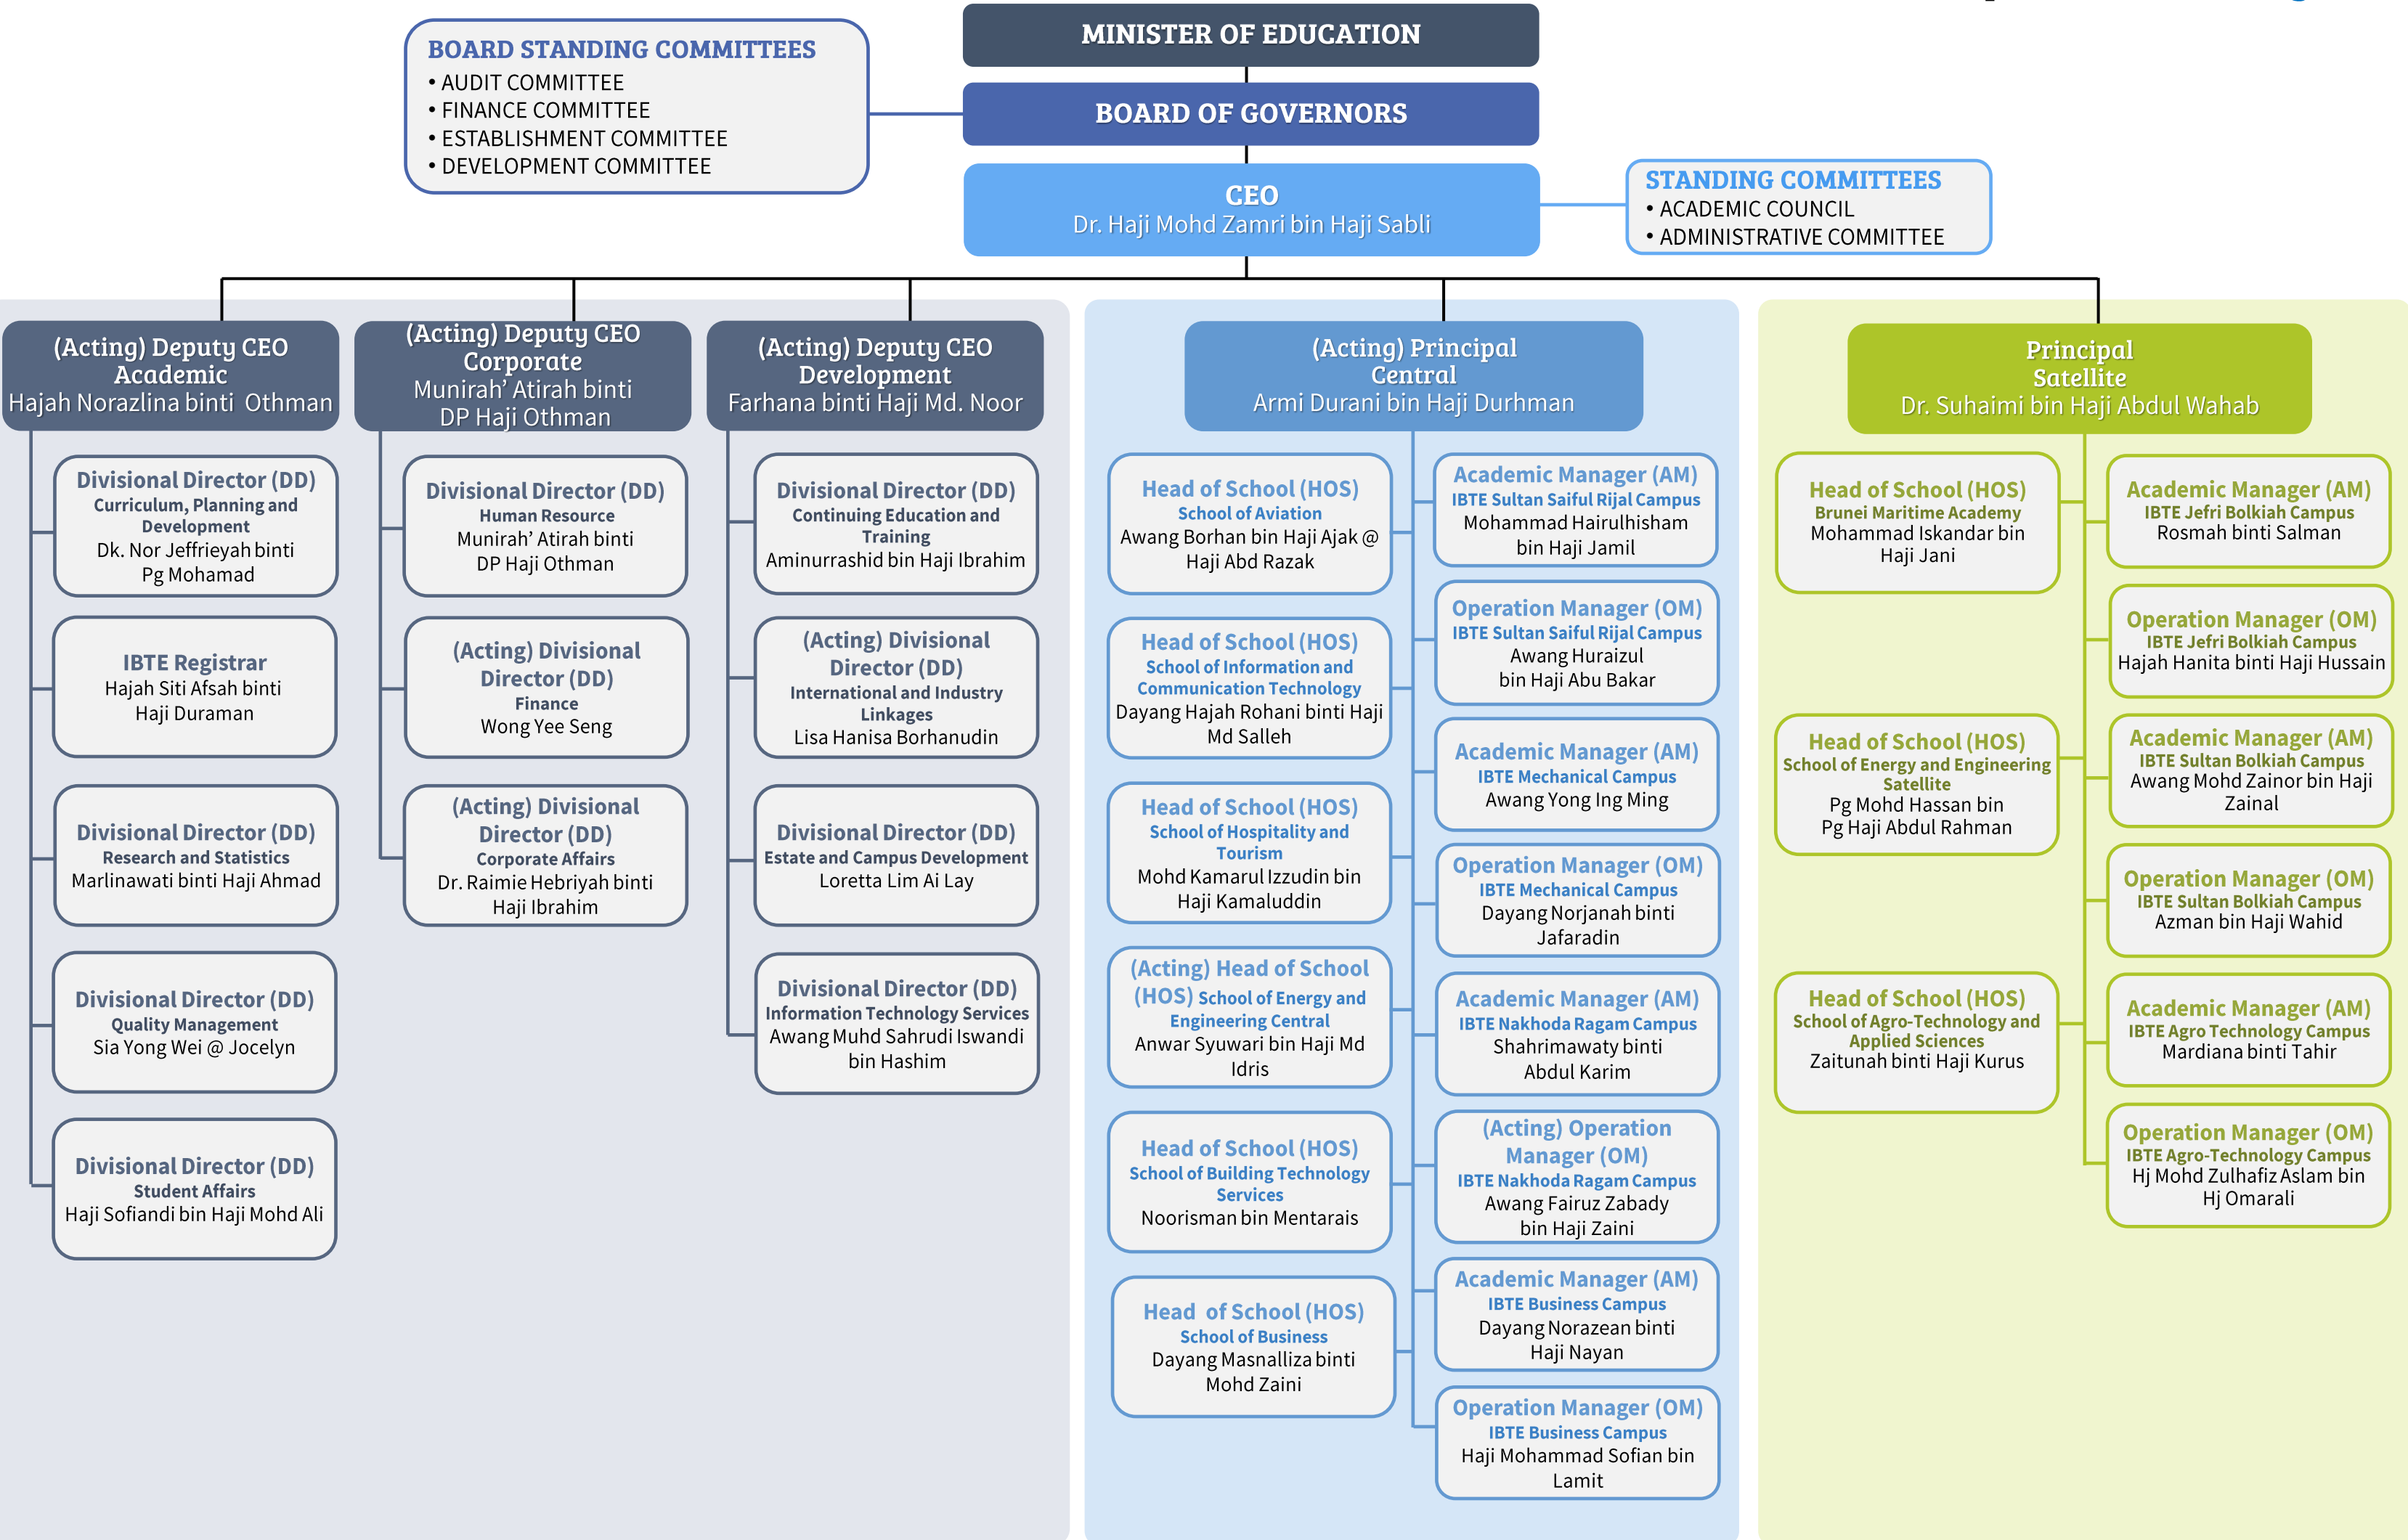 MINISTER OF EDUCATION
BOARD STANDING COMMITTEES
• AUDIT COMMITTEE
• FINANCE COMMITTEE
• ESTABLISHMENT COMMITTEE
• DEVELOPMENT COMMITTEE
BOARD OF GOVERNORS
CEO
Dr. Haji Mohd Zamri bin Haji Sabli
STANDING COMMITTEES
• ACADEMIC COUNCIL
• ADMINISTRATIVE COMMITTEE
(Acting) Deputy CEO
Academic
Hajah Norazlina binti Othman
Divisional Director (DD)
Curriculum, Planning and
Development
Dk. Nor Jeffrieyah binti
Pg Mohamad
IBTE Registrar
Hajah Siti Afsah binti
Haji Duraman
Divisional Director (DD)
Research and Statistics
Marlinawati binti Haji Ahmad
Divisional Director (DD)
Quality Management
Sia Yong Wei @ Jocelyn
Divisional Director (DD)
Student Affairs
Haji Sofiandi bin Haji Mohd Ali
(Acting) Deputy CEO
Corporate
Munirah’ Atirah binti
DP Haji Othman
Divisional Director (DD)
Human Resource
Munirah’ Atirah binti
DP Haji Othman
(Acting) Divisional
Director (DD)
Finance
Wong Yee Seng
(Acting) Divisional
Director (DD)
Corporate Affairs
Dr. Raimie Hebriyah binti
Haji Ibrahim
(Acting) Deputy CEO
Development
Farhana binti Haji Md. Noor
Divisional Director (DD)
Continuing Education and
Training
Aminurrashid bin Haji Ibrahim
(Acting) Divisional
Director (DD)
International and Industry
Linkages
Lisa Hanisa Borhanudin
Divisional Director (DD)
Estate and Campus Development
Loretta Lim Ai Lay
Divisional Director (DD)
Information Technology Services
Awang Muhd Sahrudi Iswandi
bin Hashim
(Acting) Principal
Central
Armi Durani bin Haji Durhman
Head of School (HOS)
School of Aviation
Awang Borhan bin Haji Ajak @
Haji Abd Razak
Head of School (HOS)
School of Information and
Communication Technology
Dayang Hajah Rohani binti Haji
Md Salleh
Head of School (HOS)
School of Hospitality and
Tourism
Mohd Kamarul Izzudin bin
Haji Kamaluddin
(Acting) Head of School
(HOS) School of Energy and
Engineering Central
Anwar Syuwari bin Haji Md
Idris
Head of School (HOS)
School of Building Technology
Services
Noorisman bin Mentarais
Head of School (HOS)
School of Business
Dayang Masnalliza binti
Mohd Zaini
Academic Manager (AM)
IBTE Sultan Saiful Rijal Campus
Mohammad Hairulhisham
bin Haji Jamil
Operation Manager (OM)
IBTE Sultan Saiful Rijal Campus
Awang Huraizul
bin Haji Abu Bakar
Academic Manager (AM)
IBTE Mechanical Campus
Awang Yong Ing Ming
Operation Manager (OM)
IBTE Mechanical Campus
Dayang Norjanah binti
Jafaradin
Academic Manager (AM)
IBTE Nakhoda Ragam Campus
Shahrimawaty binti
Abdul Karim
(Acting) Operation
Manager (OM)
IBTE Nakhoda Ragam Campus
Awang Fairuz Zabady
bin Haji Zaini
Academic Manager (AM)
IBTE Business Campus
Dayang Norazean binti
Haji Nayan
Operation Manager (OM)
IBTE Business Campus
Haji Mohammad Sofian bin
Lamit
Principal
Satellite
Dr. Suhaimi bin Haji Abdul Wahab
Head of School (HOS)
Brunei Maritime Academy
Mohammad Iskandar bin
Haji Jani
Head of School (HOS)
School of Energy and Engineering
Satellite
Pg Mohd Hassan bin
Pg Haji Abdul Rahman
Head of School (HOS)
School of Agro-Technology and
Applied Sciences
Zaitunah binti Haji Kurus
Academic Manager (AM)
IBTE Jefri Bolkiah Campus
Rosmah binti Salman
Operation Manager (OM)
IBTE Jefri Bolkiah Campus
Hajah Hanita binti Haji Hussain
Academic Manager (AM)
IBTE Sultan Bolkiah Campus
Awang Mohd Zainor bin Haji
Zainal
Operation Manager (OM)
IBTE Sultan Bolkiah Campus
Azman bin Haji Wahid
Academic Manager (AM)
IBTE Agro Technology Campus
Mardiana binti Tahir
Operation Manager (OM)
IBTE Agro-Technology Campus
Hj Mohd Zulhafiz Aslam bin
Hj Omarali